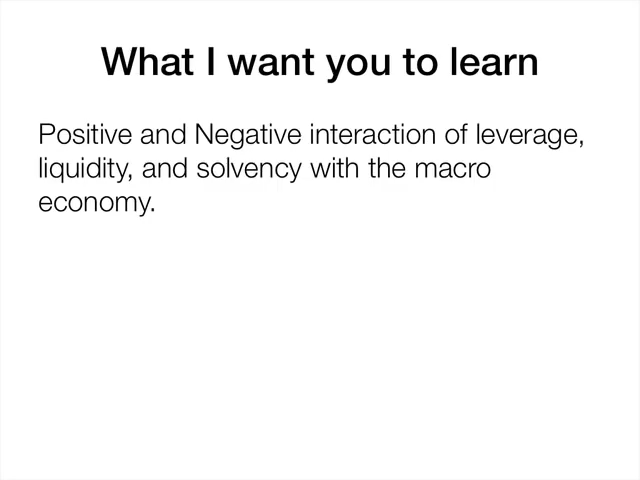 What I want you to learn
Positive and Negative interaction of leverage,
liquidity, and solvency with the macro
economy.